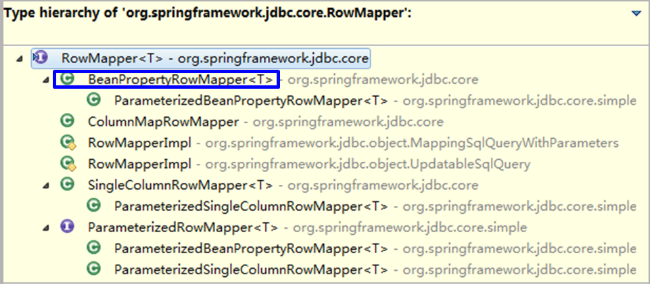 Type hierarchy of 'org.springframework.jdbc.core.RowMapper':
RowMapper<T> - org.springframework.jdbc.core
BeanPropertyRowMapper<T> - org.springframework.jdbc.core
ParameterizedBeanPropertyRowMapper<T> - org.springframework.jdbc.core.simple
ColumnMapRowMapper - org.springframework.jdbc.core
RowMapperImpl - org.springframework.jdbc.object.MappingSqlQueryWithParameters
RowMapperImpl - org.springframework.jdbc.object.UpdatableSqlQuery
SingleColumnRowMapper<T> - org.springframework.jdbc.core
ParameterizedSingleColumnRowMapper<T> - org.springframework.jdbc.core.simple
ParameterizedRowMapper<T> - org.springframework.jdbc.core.simple
ParameterizedBeanPropertyRowMapper<T> - org.springframework.jdbc.core.simple
ParameterizedSingleColumnRowMapper<T> - org.springframework.jdbc.core.simple